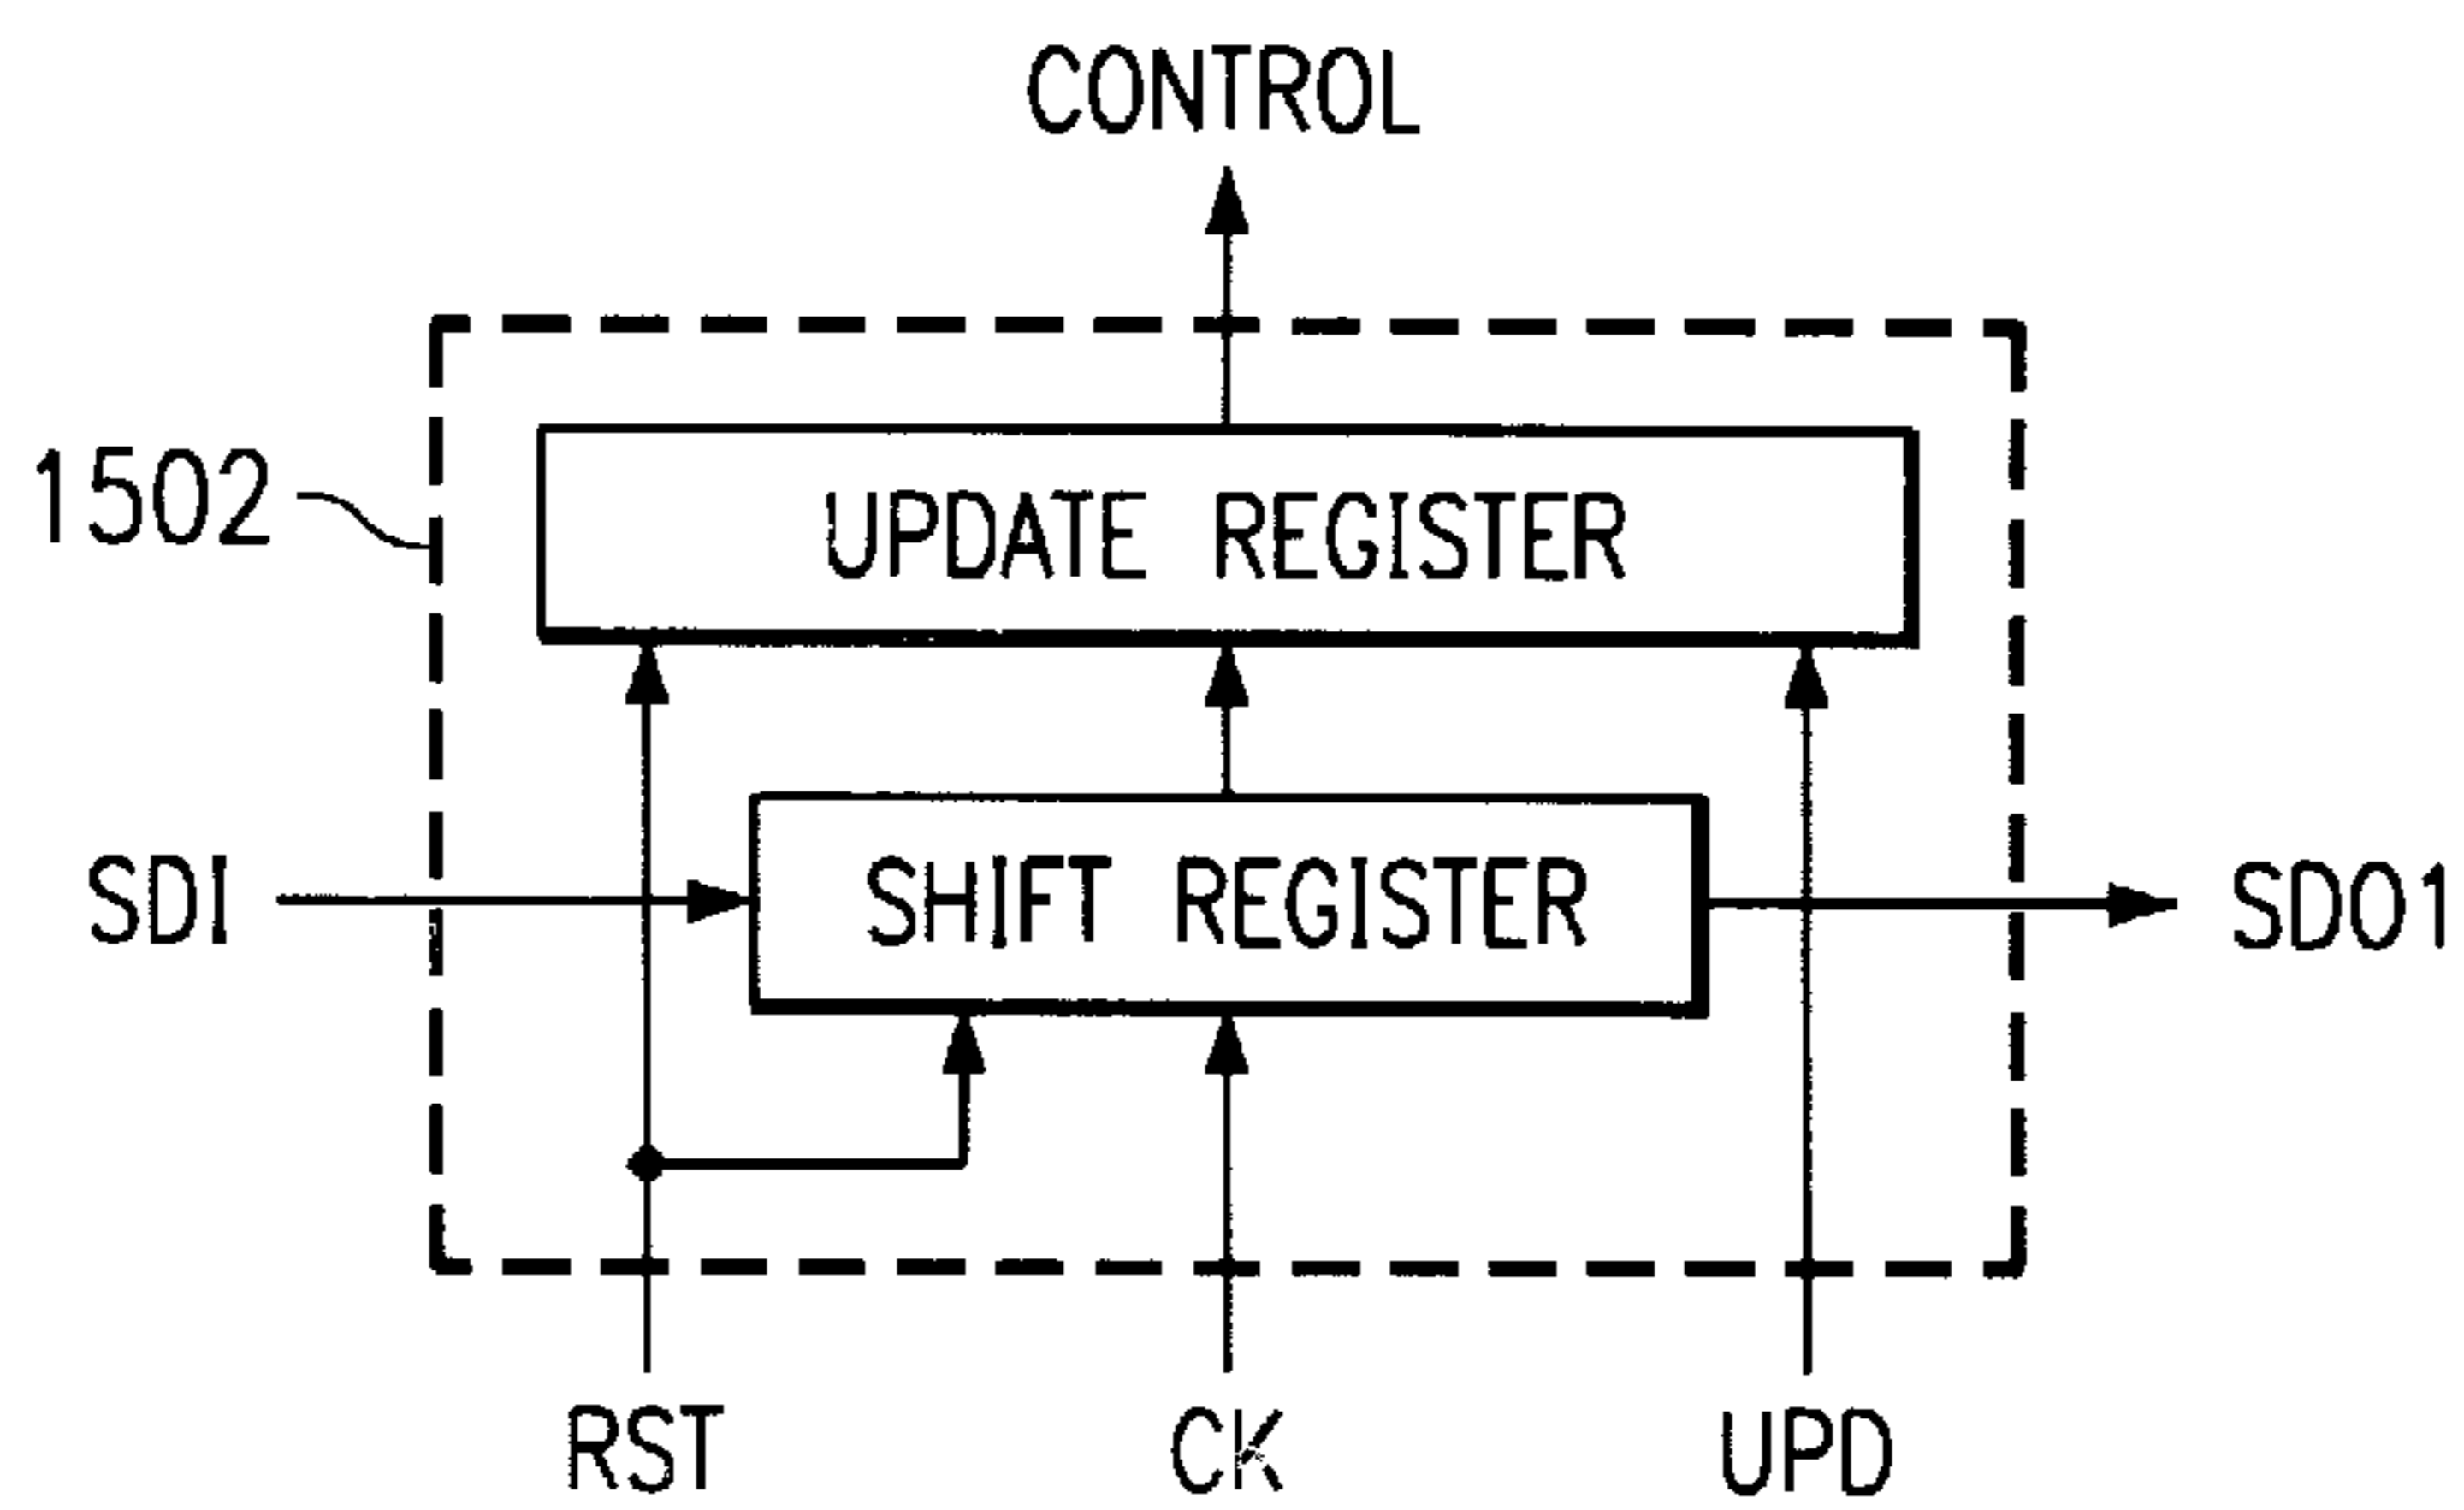 CONTROL
1502
UPDATE REGISTER
SDI
SHIFT REGISTER
SDO1
RST
CK
UPD